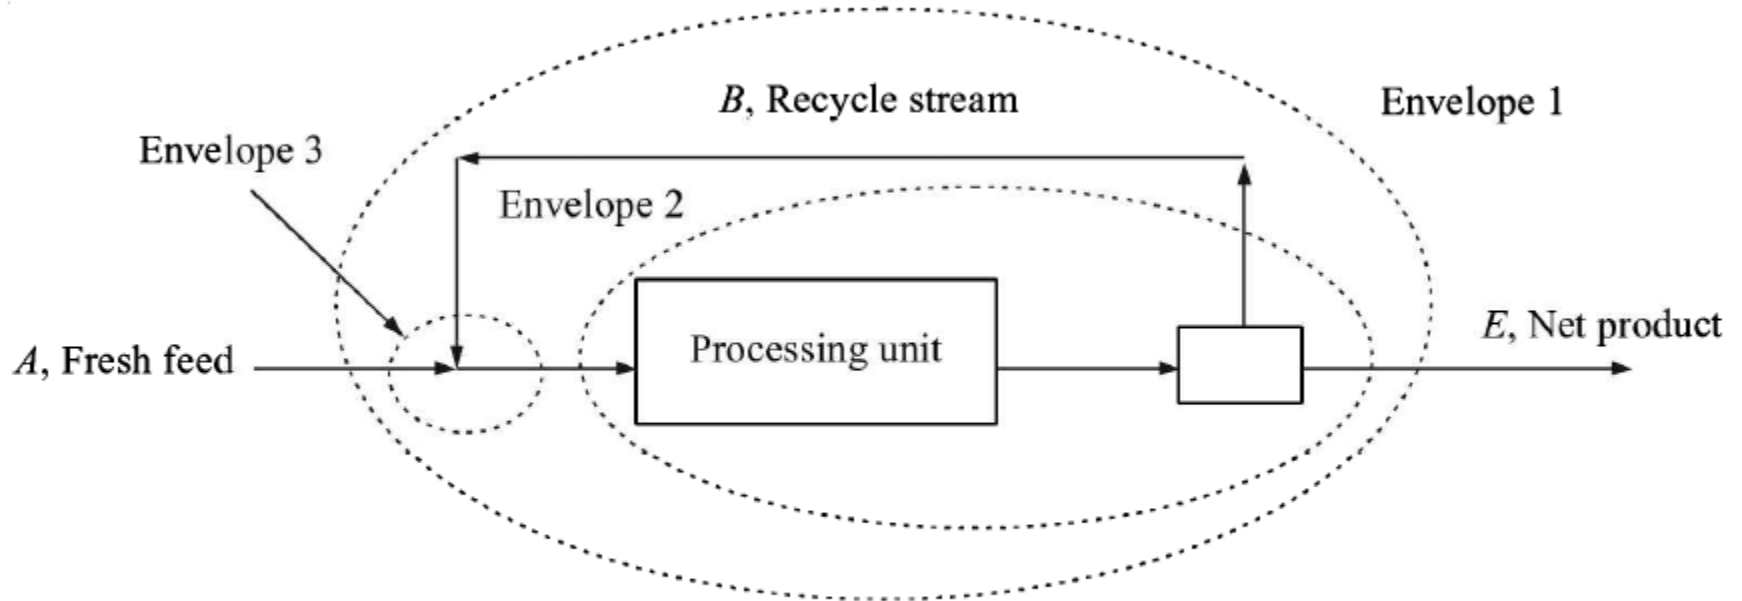 B, Recycle stream
Envelope 1
Envelope 3
Envelope 2
E, Net product
Processing unit
A, Fresh feed